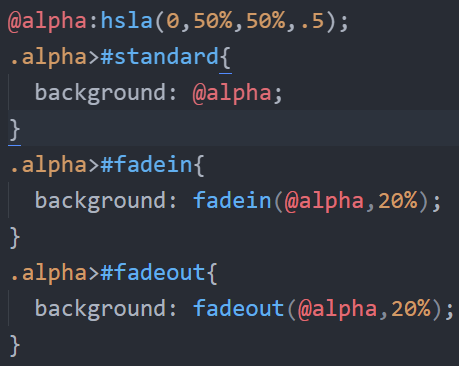 @alpha:hsla(0,50%,50%,.5);
.alpha>#standard{
  background: @alpha;
}
.alpha>#fadein{
  background: fadein(@alpha,20%);
}
.alpha>#fadeout{
  background: fadeout(@alpha,20%);
}